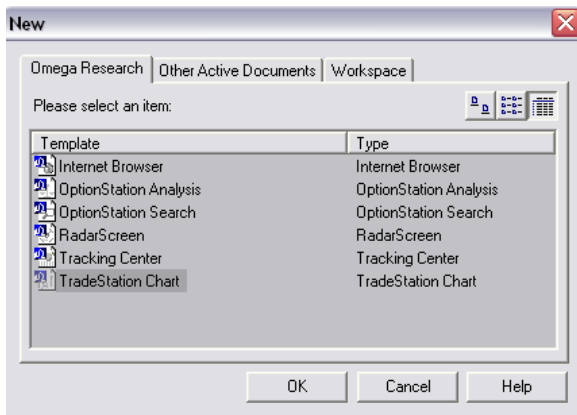 New
Omega Research Other Active Documents Workspace
Please select an item:
Template Type
Internet Browser Internet Browser
OptionStation Analysis OptionStation Analysis
OptionStation Search OptionStation Search
RadarScreen RadarScreen
Tracking Center Tracking Center
TradeStation Chart TradeStation Chart
OK Cancel Help